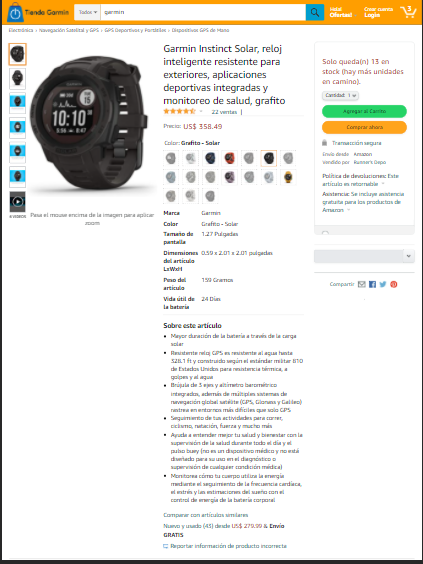 Tienda Garmin
Todos
garmin
Hola!
Ofertas!
Crear cuenta
Login
3
Electrónica › Navegación Satelital y GPS › GPS Deportivos y Portátiles › Dispositivos GPS de Mano
Garmin Instinct Solar, reloj
inteligente resistente para
exteriores, aplicaciones
deportivas integradas y
monitoreo de salud, grafito
22 ventas |
Precio: US$ 358.49
Color: Grafito - Solar
Marca Garmin
Color Grafito - Solar
Tamaño de pantalla 1.27 Pulgadas
Dimensiones del artículo LxWxH 0.59 x 2.01 x 2.01 pulgadas
Peso del artículo 159 Gramos
Vida útil de la batería 24 Días
6 VIDEOS
Pasa el mouse encima de la imagen para aplicar
zoom
Sobre este artículo
Mayor duración de la batería a través de la carga
solar
Resistente reloj GPS es resistente al agua hasta
328.1 ft y construido según el estándar militar 810
de Estados Unidos para resistencia térmica, a
golpes y al agua
Brújula de 3 ejes y altímetro barométrico
integrados, además de múltiples sistemas de
navegación global satélite (GPS, Glonass y Galileo)
rastrea en entornos más difíciles que solo GPS
Seguimiento de tus actividades para correr,
ciclismo, natación, fuerza y mucho más
Ayuda a entender mejor tu salud y bienestar con la
supervisión de la salud durante todo el día y el
pulso buey (no es un dispositivo médico y no está
diseñado para su uso en el diagnóstico o
supervisión de cualquier condición médica)
Monitorea cómo tu cuerpo utiliza la energía
mediante el seguimiento de la frecuencia cardíaca,
el estrés y las estimaciones del sueño con el
control de energía de la batería corporal
Comparar con artículos similares
Nuevo y usado (43) desde US$ 279.99 & Envío
GRATIS
Reportar información de producto incorrecta
Solo queda(n) 13 en
stock (hay más unidades
en camino).
Cantidad: 1
Agregar al Carrito
Comprar ahora
Transacción segura
Envío desde Amazon
Vendido por Runner's Depo
Política de devoluciones: Este
artículo es retornable
Asistencia: Se incluye asistencia
gratuita para los productos de
Amazon
Compartir